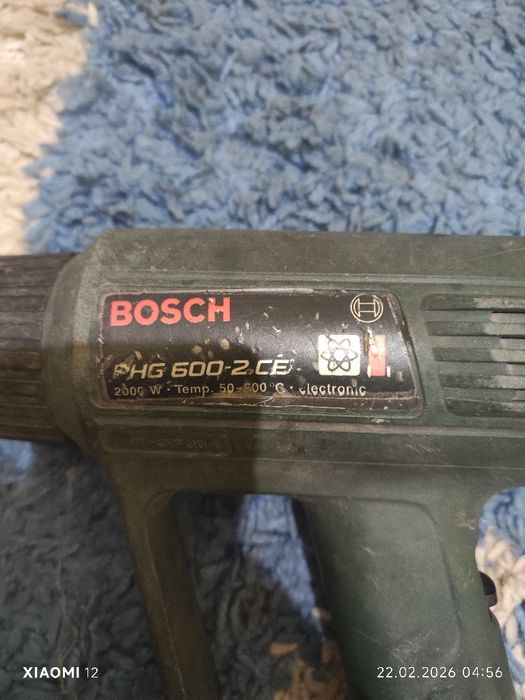 BOSCH
PHG 600-2 CE
2000 W · Temp. 50-600 °C · electronic
XIAOMI 12
22.02.2026 04:56